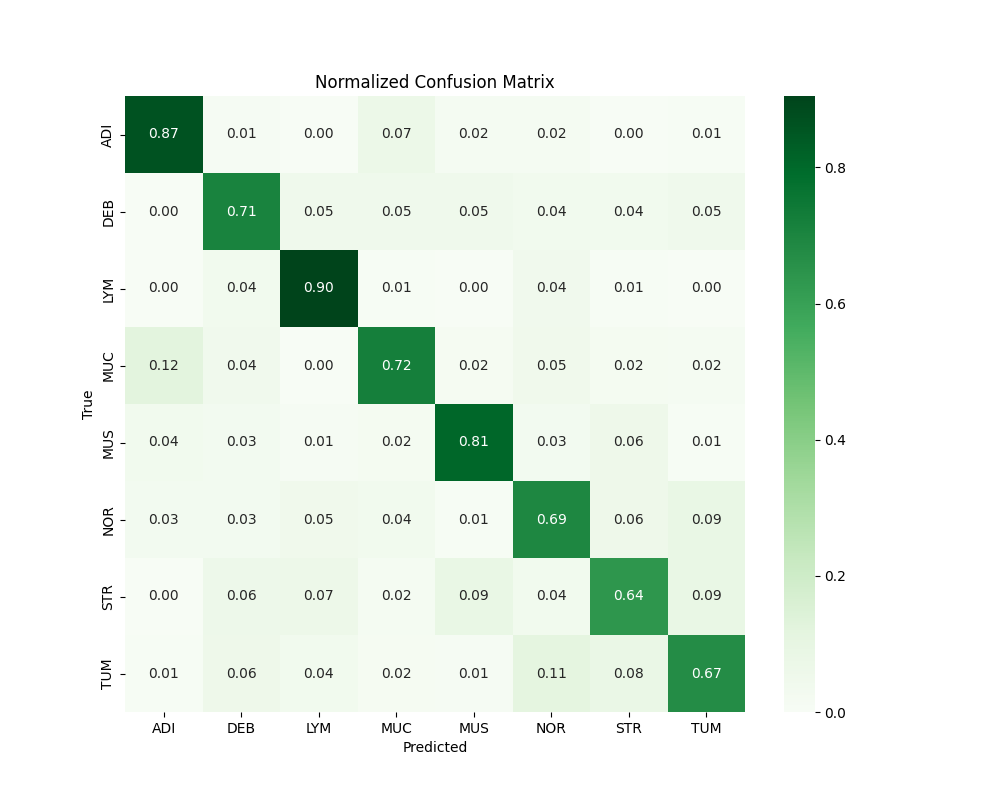 Normalized Confusion Matrix
ADI 0.87 0.01 0.00 0.07 0.02 0.02 0.00 0.01
0.8
DEB 0.00 0.71 0.05 0.05 0.05 0.04 0.04 0.05
LYM 0.00 0.04 0.90 0.01 0.00 0.04 0.01 0.00
0.6
MUC 0.12 0.04 0.00 0.72 0.02 0.05 0.02 0.02
True
MUS 0.04 0.03 0.01 0.02 0.81 0.03 0.06 0.01
0.4
NOR 0.03 0.03 0.05 0.04 0.01 0.69 0.06 0.09
0.2
STR 0.00 0.06 0.07 0.02 0.09 0.04 0.64 0.09
TUM 0.01 0.06 0.04 0.02 0.01 0.11 0.08 0.67
0.0
ADI DEB LYM MUC MUS NOR STR TUM
Predicted